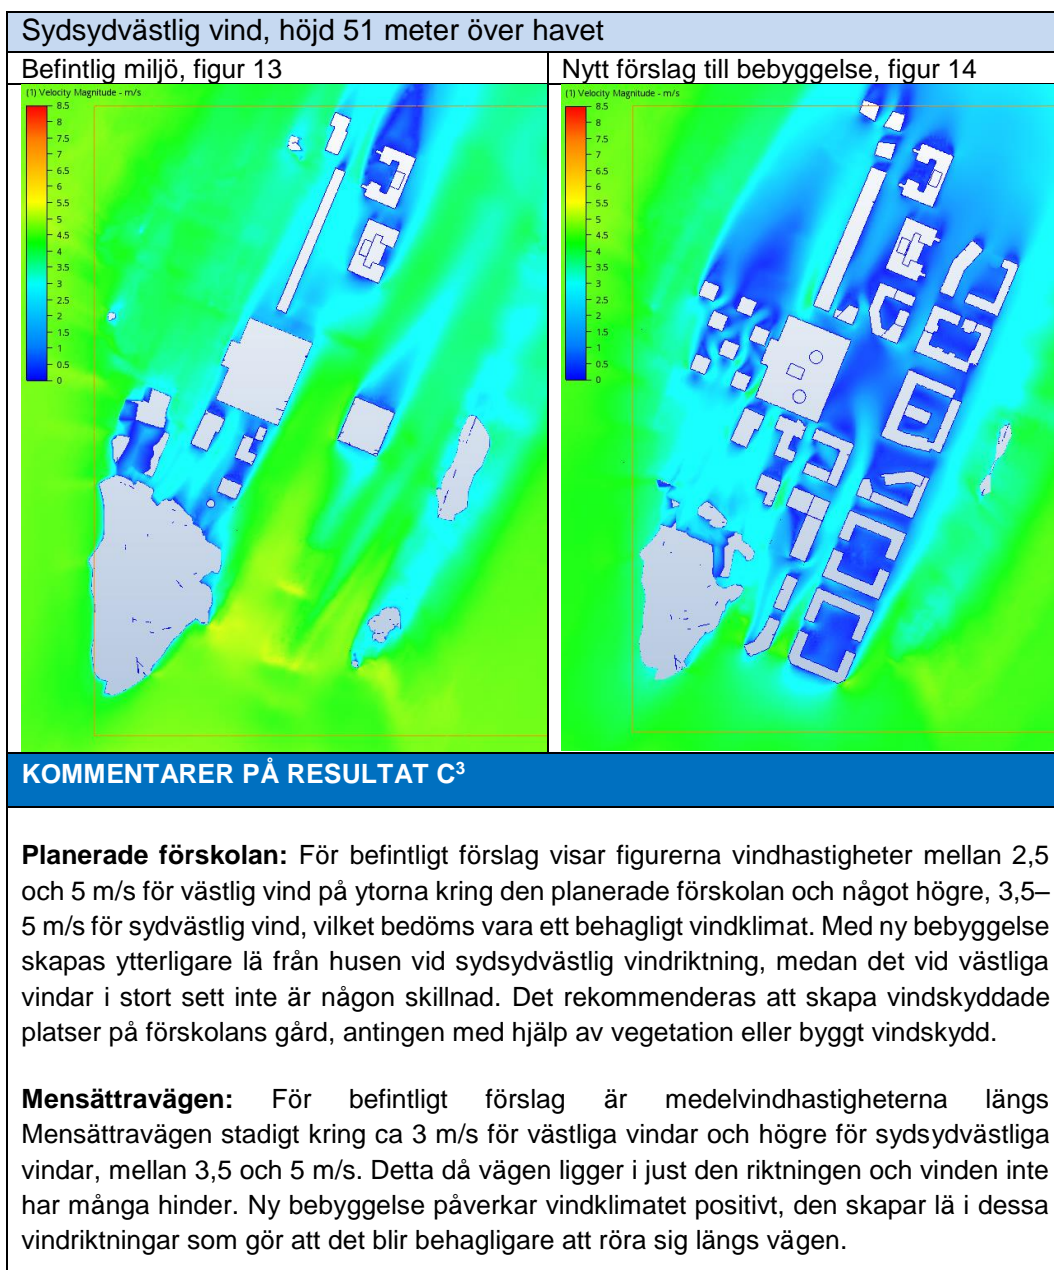 Sydsydvästlig vind, höjd 51 meter över havet
Befintlig miljö, figur 13
Nytt förslag till bebyggelse, figur 14
(1) Velocity Magnitude - m/s
8.5
8
7.5
7
6.5
6
5.5
5
4.5
4
3.5
3
2.5
2
1.5
1
0.5
0
(1) Velocity Magnitude - m/s
8.5
8
7.5
7
6.5
6
5.5
5
4.5
4
3.5
3
2.5
2
1.5
1
0.5
0
KOMMENTARER PÅ RESULTAT C³
Planerade förskolan: För befintligt förslag visar figurerna vindhastigheter mellan 2,5
och 5 m/s för västlig vind på ytorna kring den planerade förskolan och något högre, 3,5–
5 m/s för sydvästlig vind, vilket bedöms vara ett behagligt vindklimat. Med ny bebyggelse
skapas ytterligare lä från husen vid sydsydvästlig vindriktning, medan det vid västliga
vindar i stort sett inte är någon skillnad. Det rekommenderas att skapa vindskyddade
platser på förskolans gård, antingen med hjälp av vegetation eller byggt vindskydd.
Mensättravägen: För befintligt förslag är medelvindhastigheterna längs
Mensättravägen stadigt kring ca 3 m/s för västliga vindar och högre för sydsydvästliga
vindar, mellan 3,5 och 5 m/s. Detta då vägen ligger i just den riktningen och vinden inte
har många hinder. Ny bebyggelse påverkar vindklimatet positivt, den skapar lä i dessa
vindriktningar som gör att det blir behagligare att röra sig längs vägen.